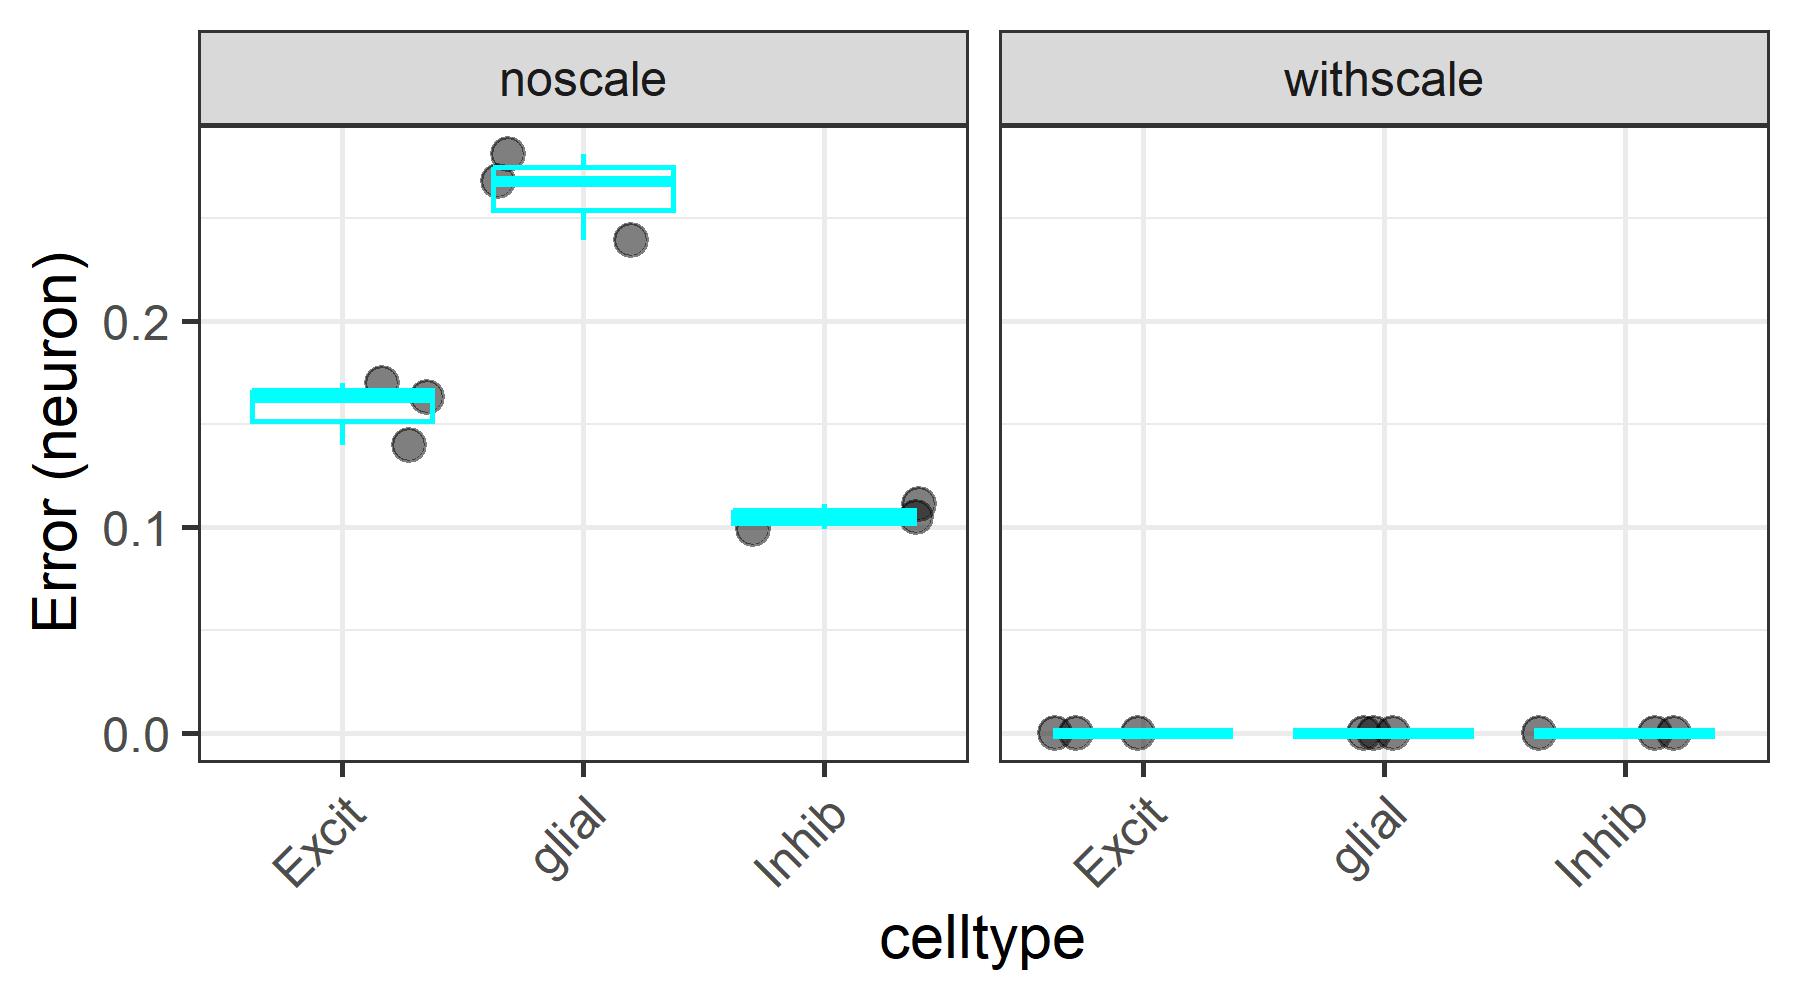 noscale
withscale
Error (neuron)
0.2
0.1
0.0
Excit
glial
Inhib
Excit
glial
Inhib
celltype